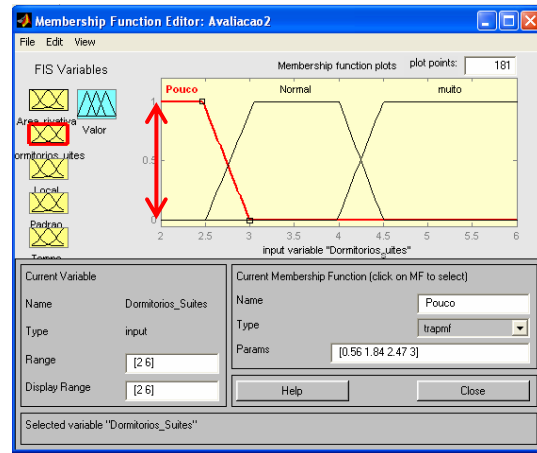 Membership Function Editor: Avaliacao2
File Edit View
FIS Variables
Membership function plots
plot points:
181
Valor
Local
Padrao
Pouco
Normal
muito
1
0.5
0
2
2.5
3
3.5
4
4.5
5
5.5
6
input variable "Dormitorios_uites"
Current Variable
Name
Dormitorios_Suites
Type
input
Range
[2 6]
Display Range
[2 6]
Current Membership Function (click on MF to select)
Name
Pouco
Type
trapmf
Params
[0.56 1.84 2.47 3]
Help
Close
Selected variable "Dormitorios_Suites"